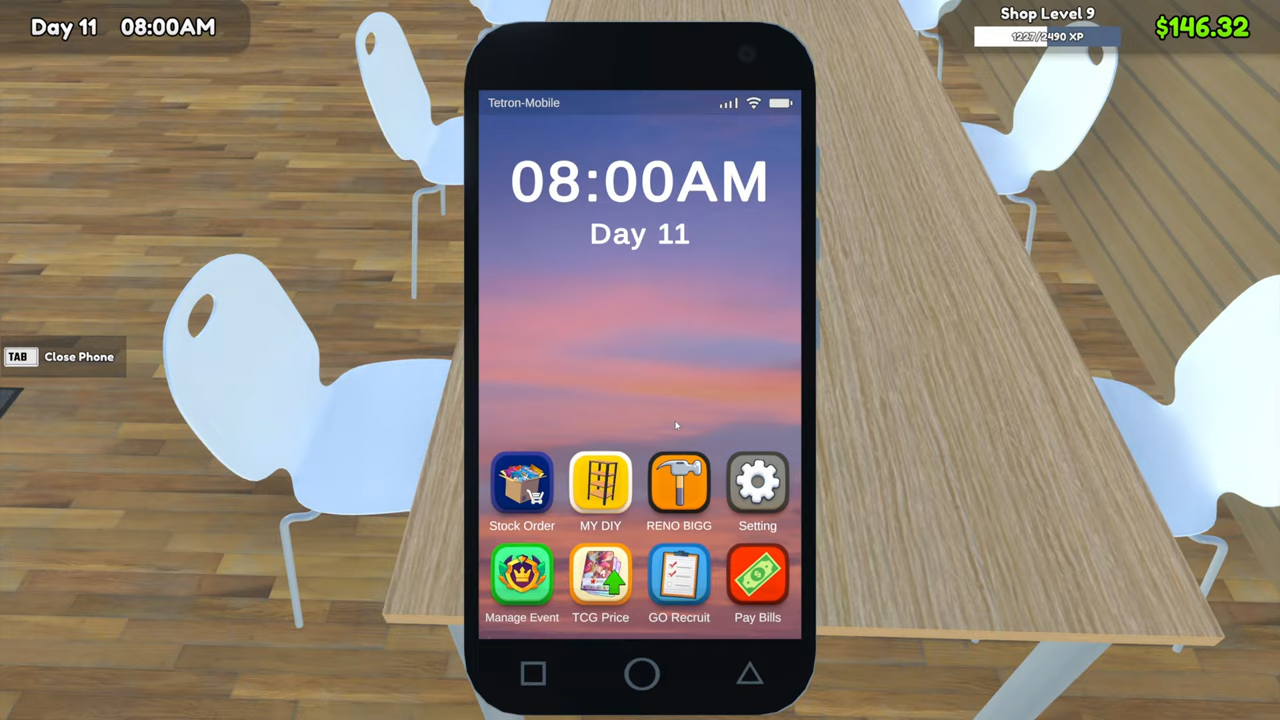 Day 11 08:00AM
Shop Level 9
1227/2490 XP
$146.32
Tetron-Mobile
08:00AM
Day 11
TAB Close Phone
Stock Order
MY DIY
RENO BIGG
Setting
Manage Event
TCG Price
GO Recruit
Pay Bills